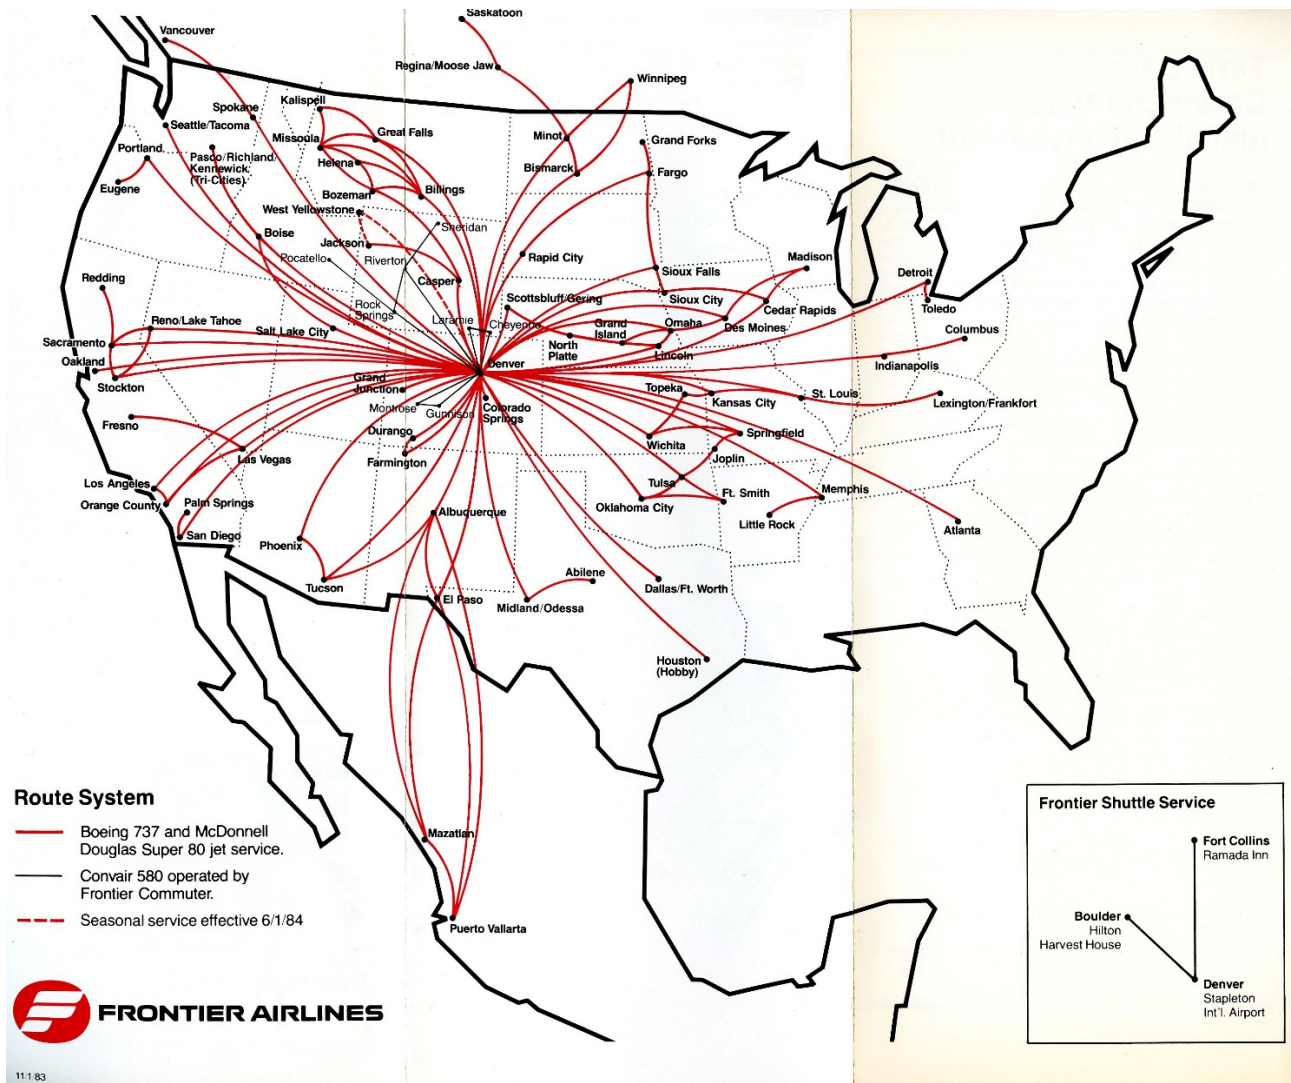 Saskatoon
Vancouver
Regina/Moose Jaw
Winnipeg
Spokane
Kalispell
Seattle/Tacoma
Missoula
Great Falls
Minot
Grand Forks
Portland.
Pasco/Richland/
Kennewick
(Tri-Cities)
Helena
Bismarck
Fargo
Eugene
Bozeman
Billings
West Yellowstone
Sheridan
Boise
Jackson
Pocatello
Riverton
Rapid City
Madison
Sioux Falls
Detroit
Redding
Casper
Scottsbluff/Gering
Sioux City
Cedar Rapids
Toledo
Rock
Springs
Laramie
Cheyenne
Reno/Lake Tahoe
Salt Lake City
Grand
Island
Omaha
Des Moines
Columbus
Sacramento
North
Platte
Lincoln
Oakland
Denver
Indianapolis
Stockton
Grand
Junction
Topeka
Kansas City
St. Louis
Lexington/Frankfort
Montrose
Gunnison
Colorado
Springs
Fresno
Durango
Wichita
Springfield
Las Vegas
Farmington
Joplin
Los Angeles
Tulsa
Orange County
Palm Springs
Albuquerque
Oklahoma City
Ft. Smith
Memphis
Little Rock
Atlanta
San Diego
Phoenix
Tucson
Abilene
Dallas/Ft. Worth
El Paso
Midland/Odessa
Houston
(Hobby)
Mazatlan
Puerto Vallarta
Route System
Boeing 737 and McDonnell
Douglas Super 80 jet service.
Convair 580 operated by
Frontier Commuter.
Seasonal service effective 6/1/84
Frontier Shuttle Service
Fort Collins
Ramada Inn
Boulder
Hilton
Harvest House
Denver
Stapleton
Int'l. Airport
FRONTIER AIRLINES
11/1/83